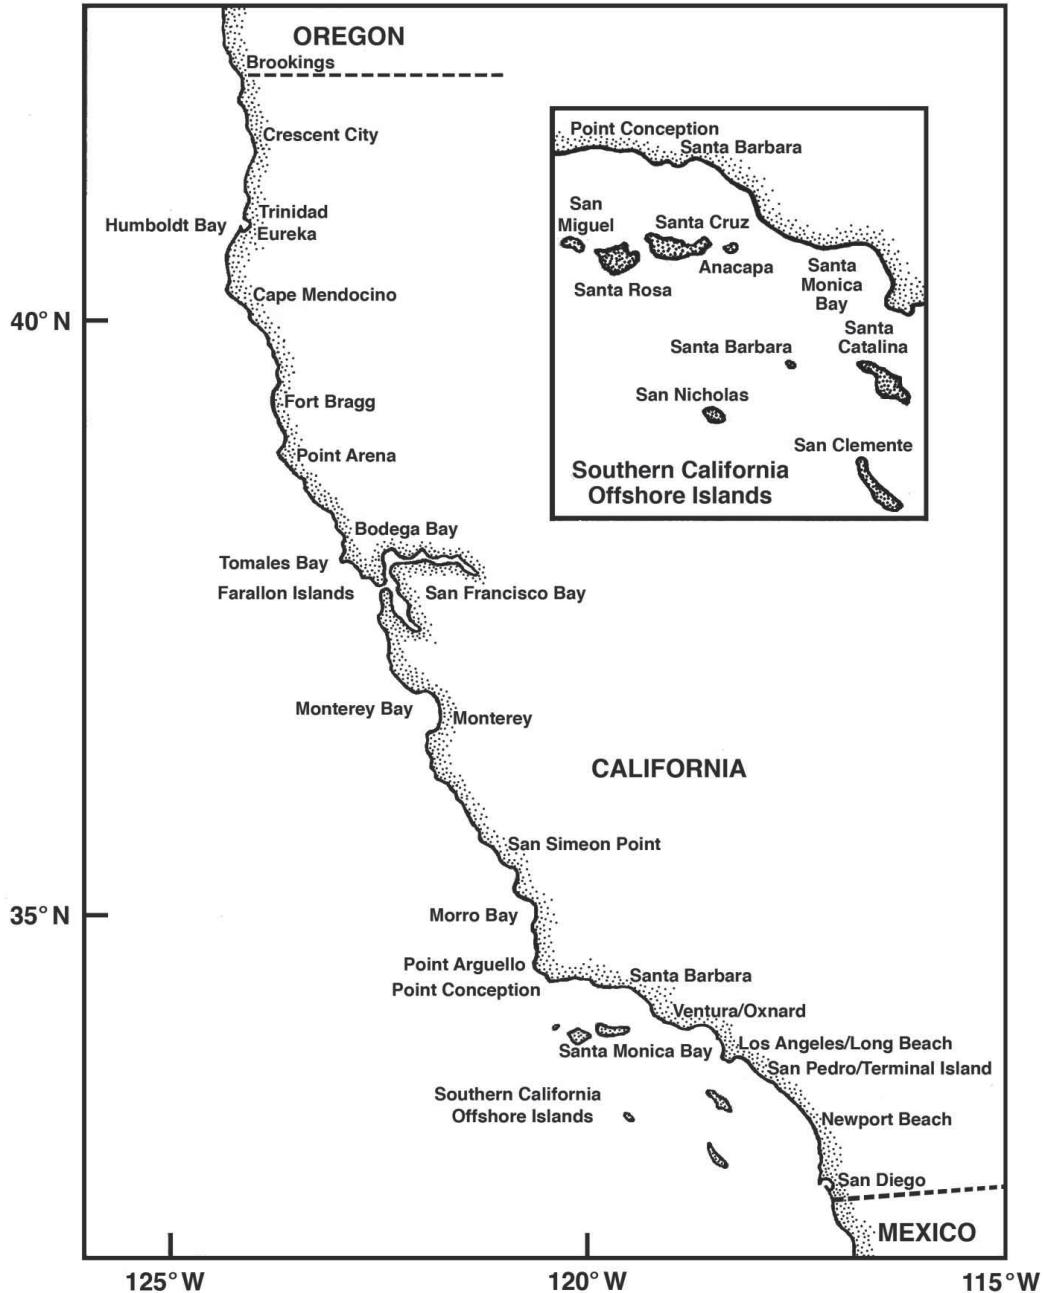 OREGON
Brookings
Crescent City
Trinidad
Humboldt Bay
Eureka
Cape Mendocino
40° N
Fort Bragg
Point Arena
Bodega Bay
Tomales Bay
Farallon Islands
San Francisco Bay
Monterey Bay
Monterey
CALIFORNIA
San Simeon Point
35° N
Morro Bay
Point Arguello
Point Conception
Santa Barbara
Ventura/Oxnard
Los Angeles/Long Beach
Santa Monica Bay
San Pedro/Terminal Island
Southern California
Offshore Islands
Newport Beach
San Diego
MEXICO
125° W
120° W
115° W
Point Conception
Santa Barbara
San
Miguel
Santa Cruz
Anacapa
Santa Rosa
Santa
Monica
Bay
Santa
Catalina
Santa Barbara
San Nicholas
San Clemente
Southern California
Offshore Islands